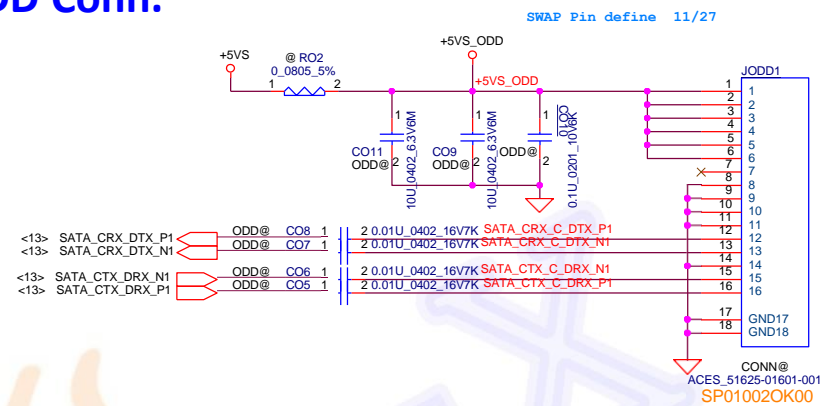 DD Conn.
SWAP Pin define 11/27
+5VS
@ RO2
0_0805_5%
1 2
+5VS_ODD
+5VS_ODD
1
CO11
ODD@ 2
10U_0402_6.3V6M
1
CO9
ODD@ 2
10U_0402_6.3V6M
1
CO10
ODD@ 2
0.1U_0201_10V6K
JODD1
1 1
2 2
3 3
4 4
5 5
6 6
7 7
8 8
9 9
10 10
11 11
12 12
13 13
14 14
15 15
16 16
17 GND17
18 GND18
<13> SATA_CRX_DTX_P1 ODD@ CO8 1 2 0.01U_0402_16V7K SATA_CRX_C_DTX_P1
<13> SATA_CRX_DTX_N1 ODD@ CO7 1 2 0.01U_0402_16V7K SATA_CRX_C_DTX_N1
<13> SATA_CTX_DRX_N1 ODD@ CO6 1 2 0.01U_0402_16V7K SATA_CTX_C_DRX_N1
<13> SATA_CTX_DRX_P1 ODD@ CO5 1 2 0.01U_0402_16V7K SATA_CTX_C_DRX_P1
CONN@
ACES_51625-01601-001
SP01002OK00